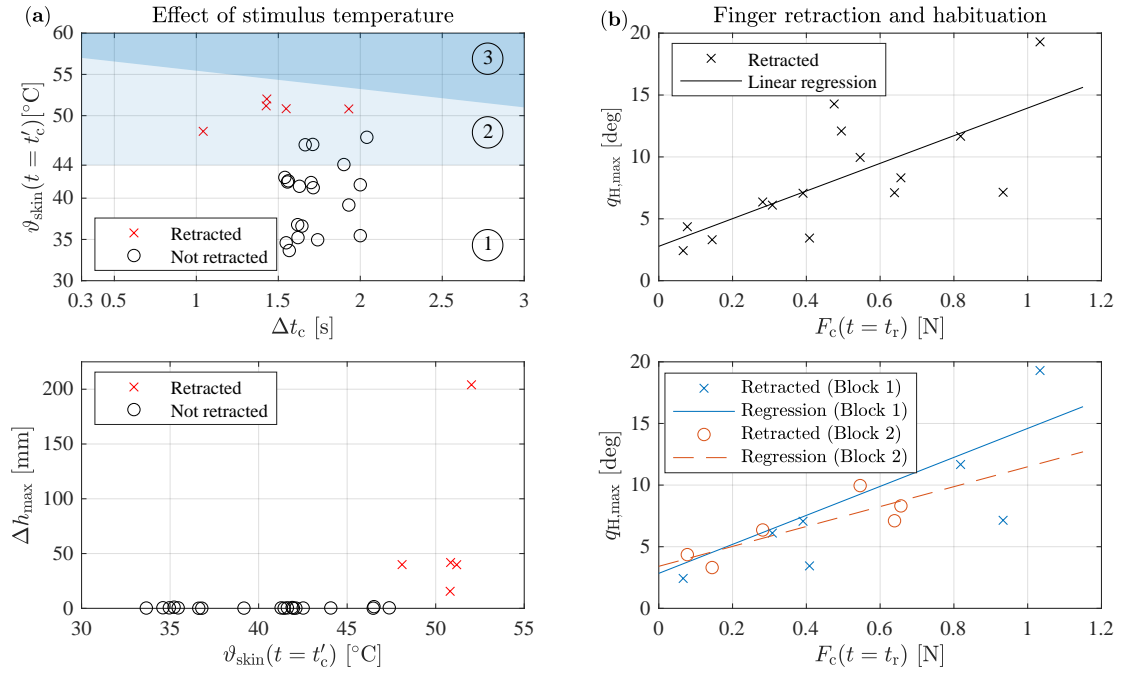 (a)
Effect of stimulus temperature
60
55
50
44
40
35
30
ϑskin(t = t′c)[°C]
3
2
1
Retracted
Not retracted
0.3 0.5 1 1.5 2 2.5 3
Δtc [s]
200
150
100
50
0
Δhmax [mm]
Retracted
Not retracted
30 35 40 45 50 55
ϑskin(t = t′c) [°C]
(b)
Finger retraction and habituation
20
15
10
5
0
qH,max [deg]
Retracted
Linear regression
0 0.2 0.4 0.6 0.8 1 1.2
Fc(t = tr) [N]
20
15
10
5
0
qH,max [deg]
Retracted (Block 1)
Regression (Block 1)
Retracted (Block 2)
Regression (Block 2)
0 0.2 0.4 0.6 0.8 1 1.2
Fc(t = tr) [N]